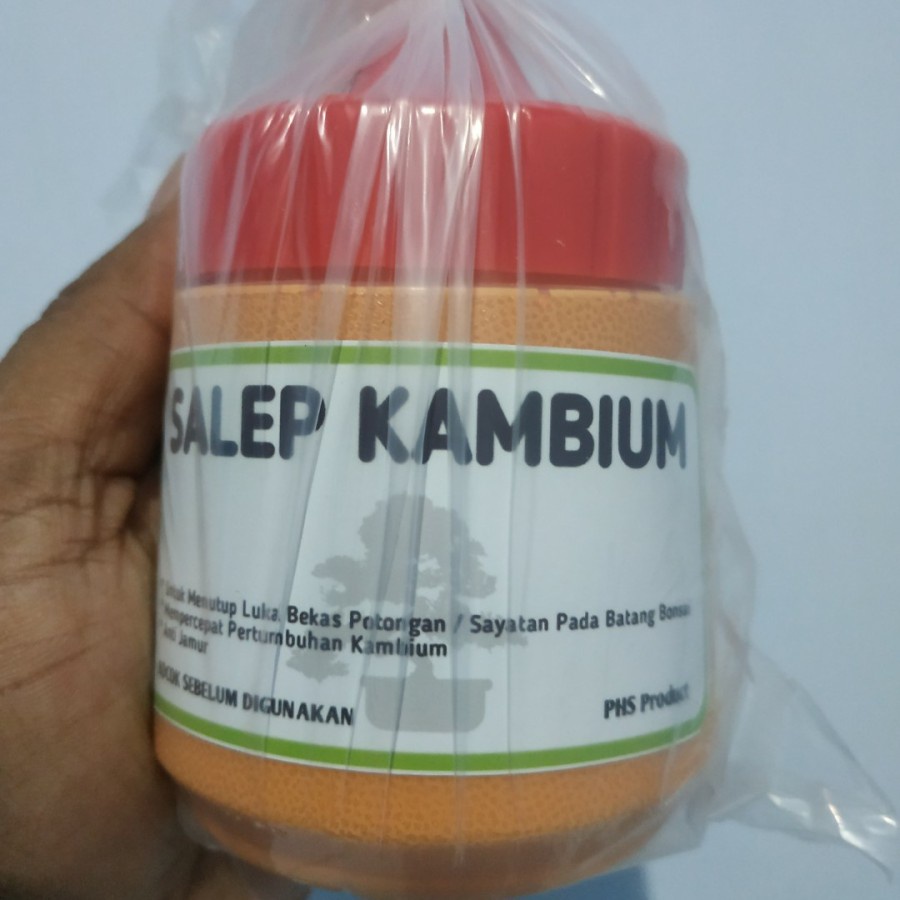 SALEP KAMBIUM
Untuk Menutup Luka Bekas Potongan / Sayatan Pada Batang Bonsai
Mempercepat Pertumbuhan Kambium
Anti Jamur
KOCOK SEBELUM DIGUNAKAN
PHS Product